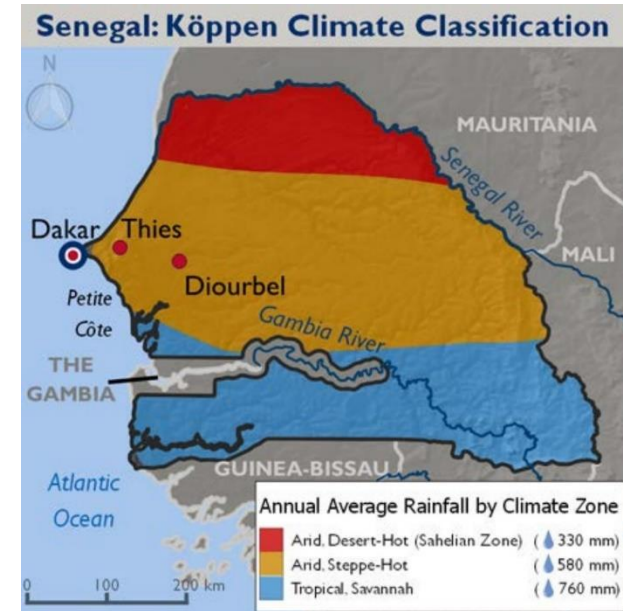 Senegal: Köppen Climate Classification
N
MAURITANIA
Senegal River
Dakar
Thies
MALI
Diourbel
Petite
Côte
Gambia River
THE
GAMBIA
GUINEA-BISSAU
Atlantic
Ocean
Annual Average Rainfall by Climate Zone
Arid, Desert-Hot (Sahelian Zone) ( 330 mm)
Arid, Steppe-Hot ( 580 mm)
Tropical, Savannah ( 760 mm)
0 100 200 km